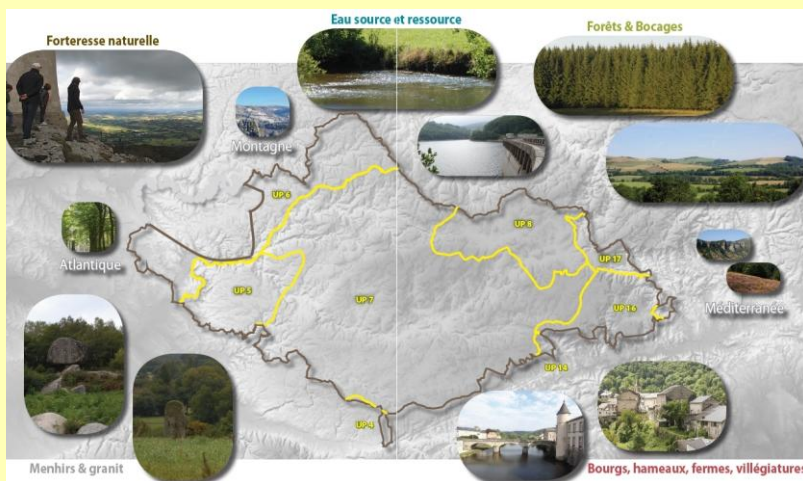 Eau source et ressource
Forteresse naturelle
Forêts & Bocages
Montagne
UP 6
UP 8
Atlantique
UP 17
UP 5
UP 7
UP 16
Méditerranée
UP 18
UP 4
Menhirs & granit
Bourgs, hameaux, fermes, villégiatures